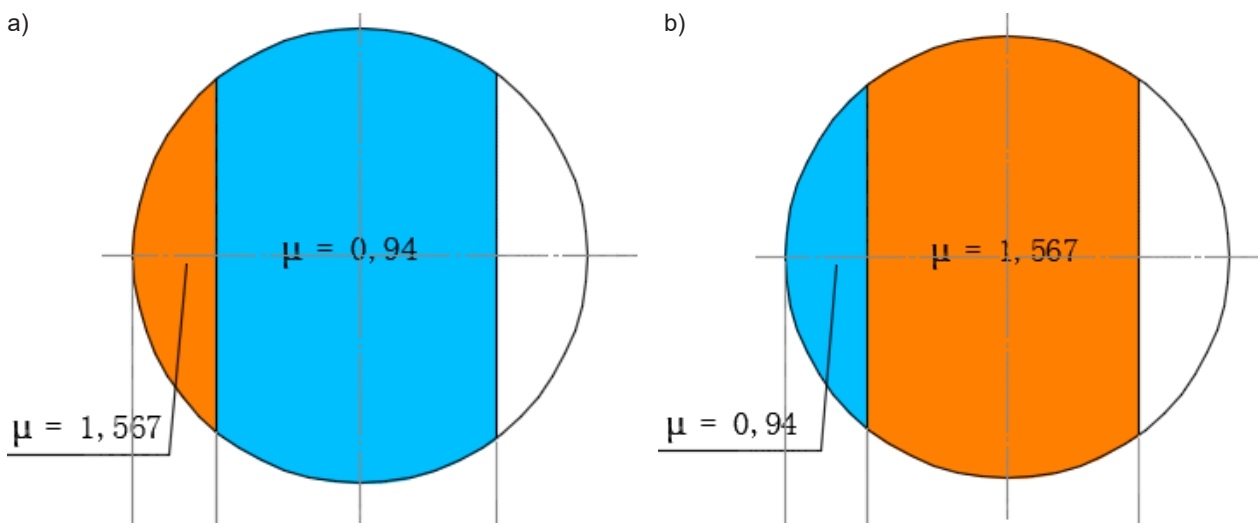 a)
μ = 0,94
μ = 1,567
b)
μ = 1,567
μ = 0,94